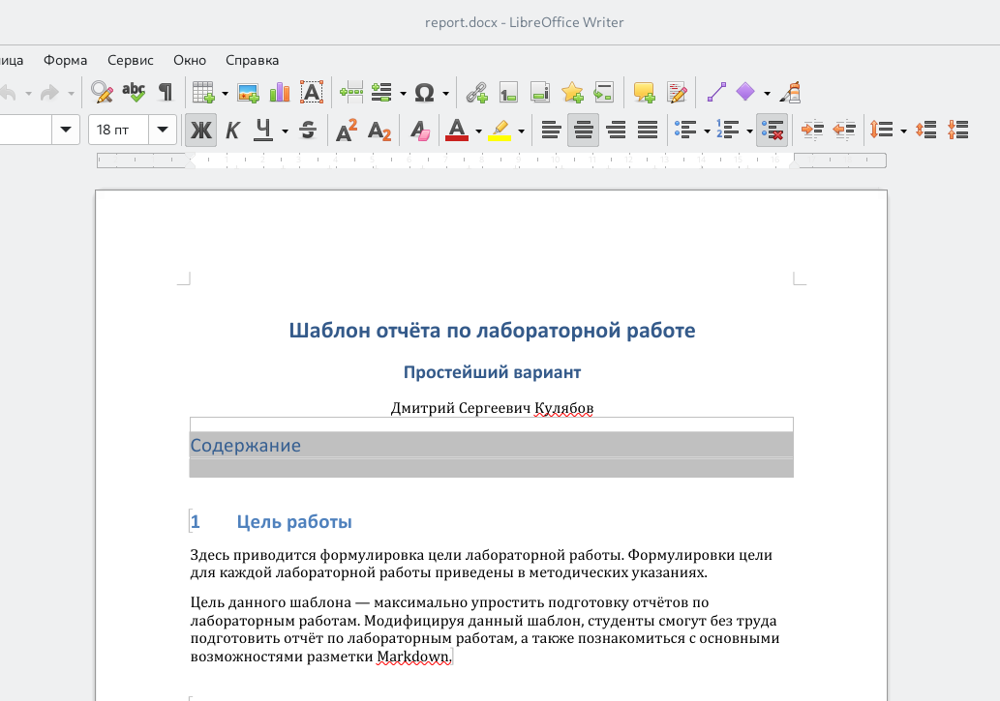 report.docx - LibreOffice Writer
ица Форма Сервис Окно Справка
abc ¶ Ω
18 пт Ж К Ч S A2 A2 A A
Шаблон отчёта по лабораторной работе
Простейший вариант
Дмитрий Сергеевич Кулябов
Содержание
1 Цель работы
Здесь приводится формулировка цели лабораторной работы. Формулировки цели
для каждой лабораторной работы приведены в методических указаниях.
Цель данного шаблона — максимально упростить подготовку отчётов по
лабораторным работам. Модифицируя данный шаблон, студенты смогут без труда
подготовить отчёт по лабораторным работам, а также познакомиться с основными
возможностями разметки Markdown.